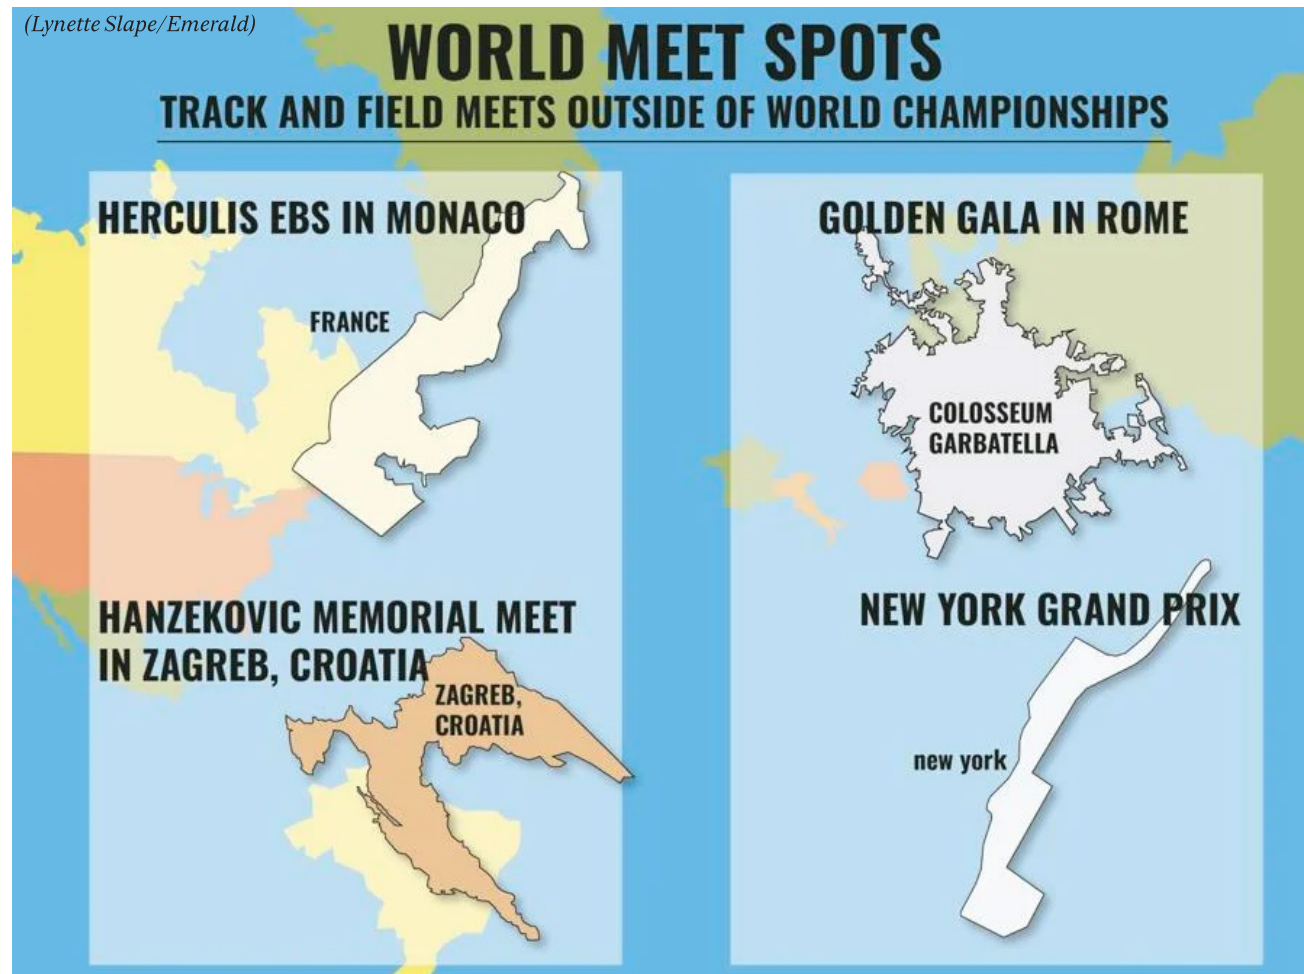 (Lynette Slape/Emerald)
WORLD MEET SPOTS
TRACK AND FIELD MEETS OUTSIDE OF WORLD CHAMPIONSHIPS
HERCULIS EBS IN MONACO
FRANCE
GOLDEN GALA IN ROME
COLOSSEUM
GARBATELLA
HANZEKOVIC MEMORIAL MEET
IN ZAGREB, CROATIA
ZAGREB,
CROATIA
NEW YORK GRAND PRIX
new york